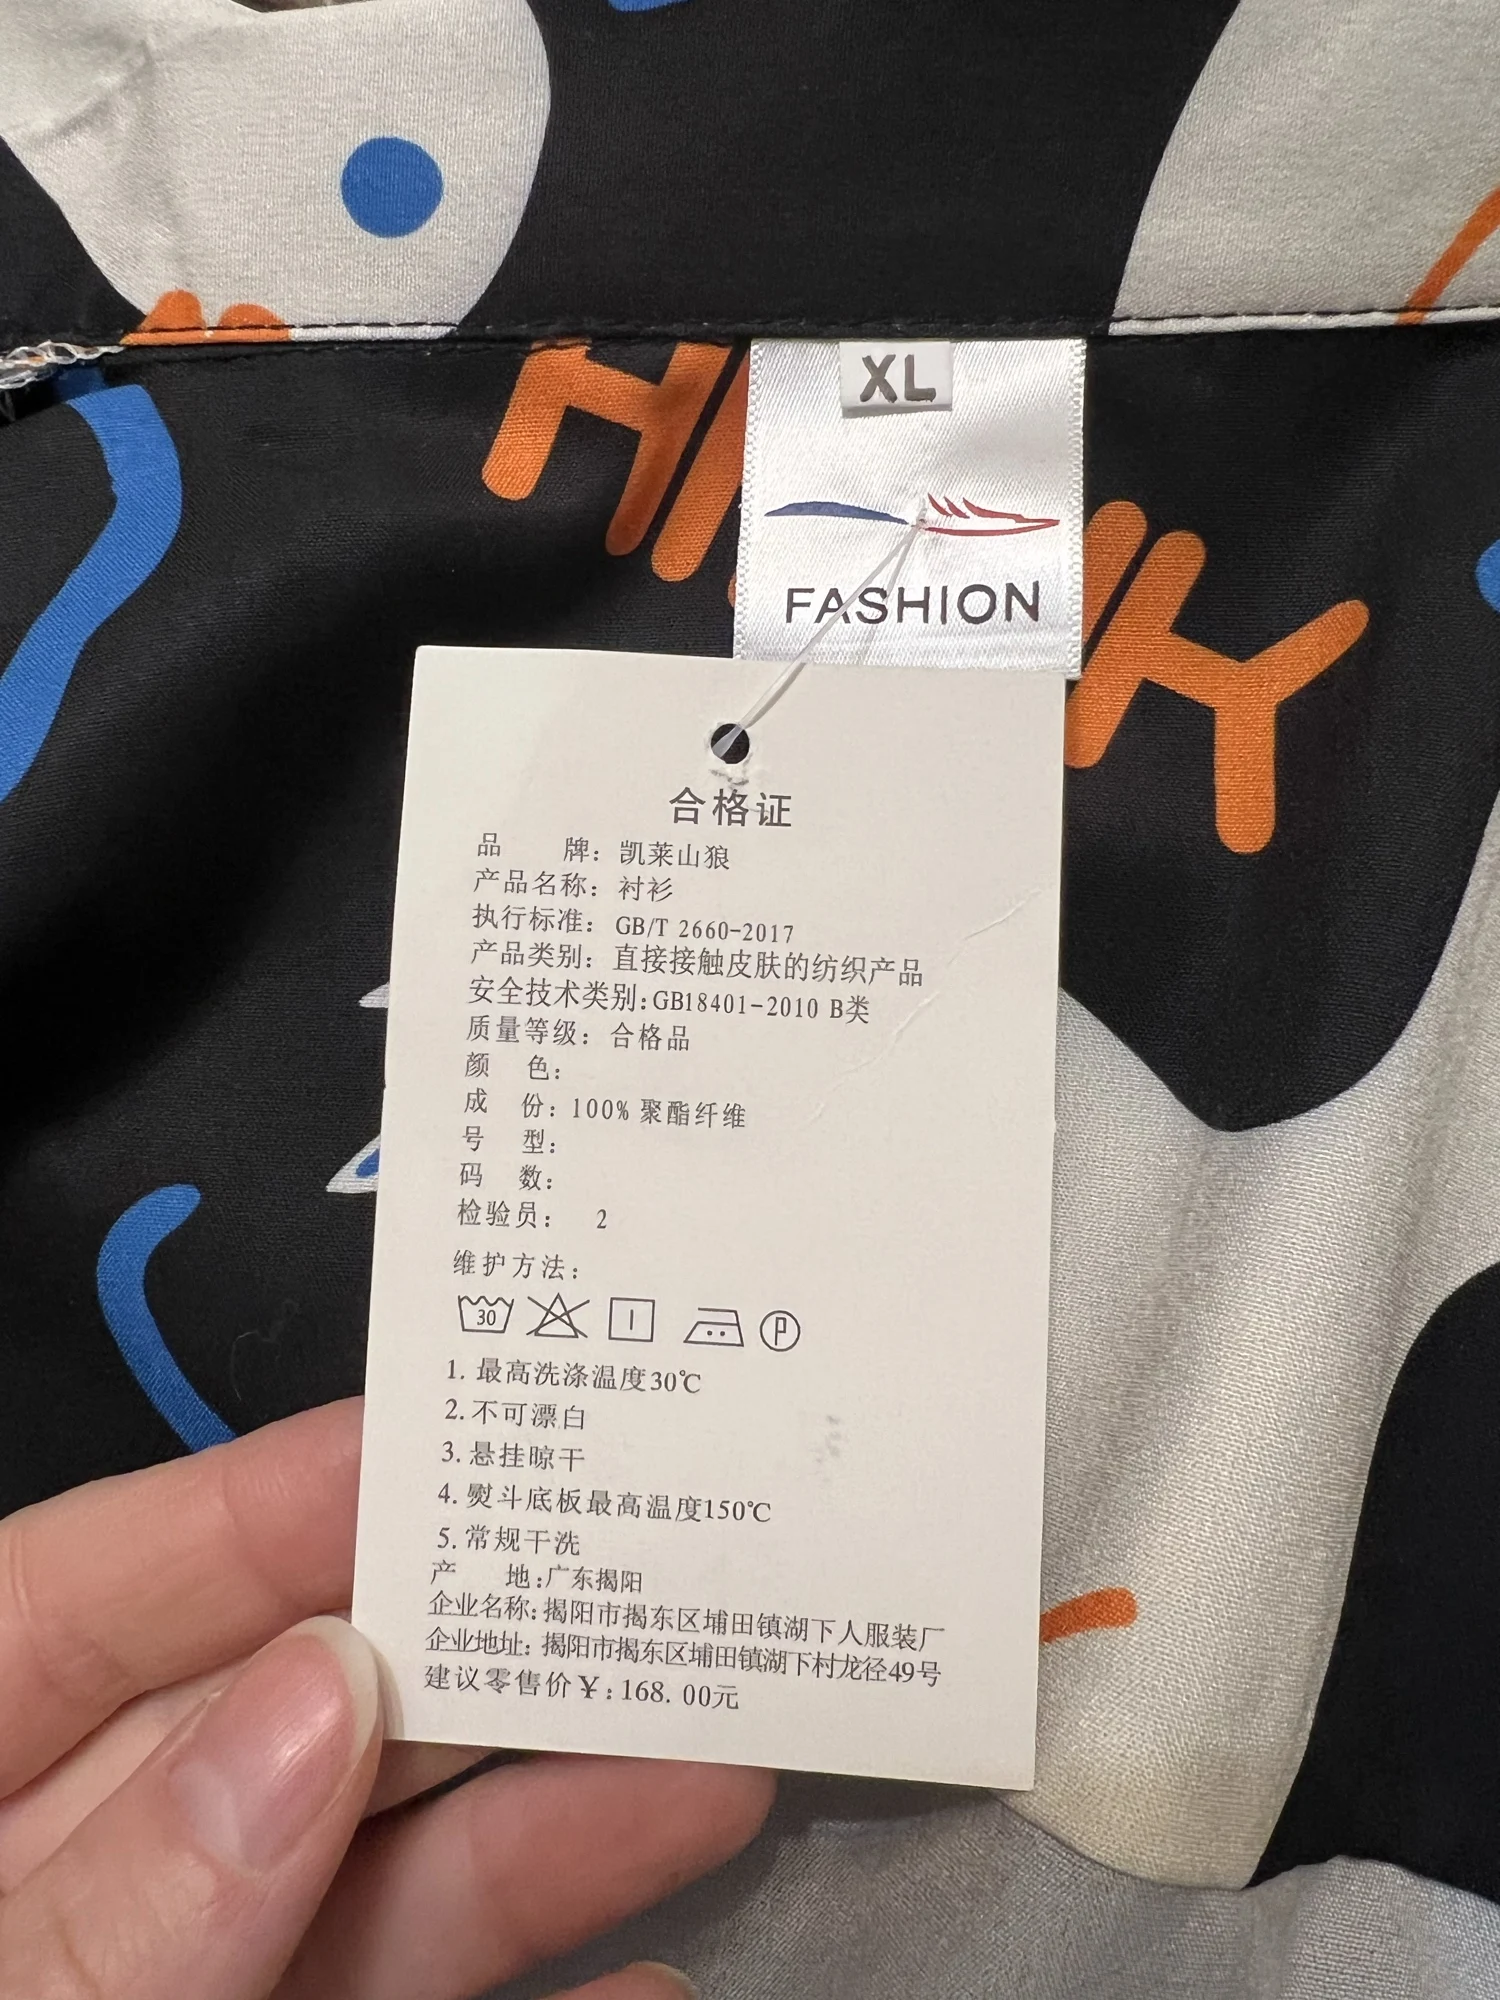 XL
FASHION
合格证
品 牌：凯莱山狼
产品名称：衬衫
执行标准：GB/T 2660-2017
产品类别：直接接触皮肤的纺织产品
安全技术类别：GB18401-2010 B类
质量等级：合格品
颜 色：
成 份：100% 聚酯纤维
号 型：
码 数：
检验员： 2
维护方法：
30 P
1. 最高洗涤温度30℃
2. 不可漂白
3. 悬挂晾干
4. 熨斗底板最高温度150℃
5. 常规干洗
产 地：广东揭阳
企业名称：揭阳市揭东区埔田镇湖下人服装厂
企业地址：揭阳市揭东区埔田镇湖下村龙径49号
建议零售价￥：168.00元